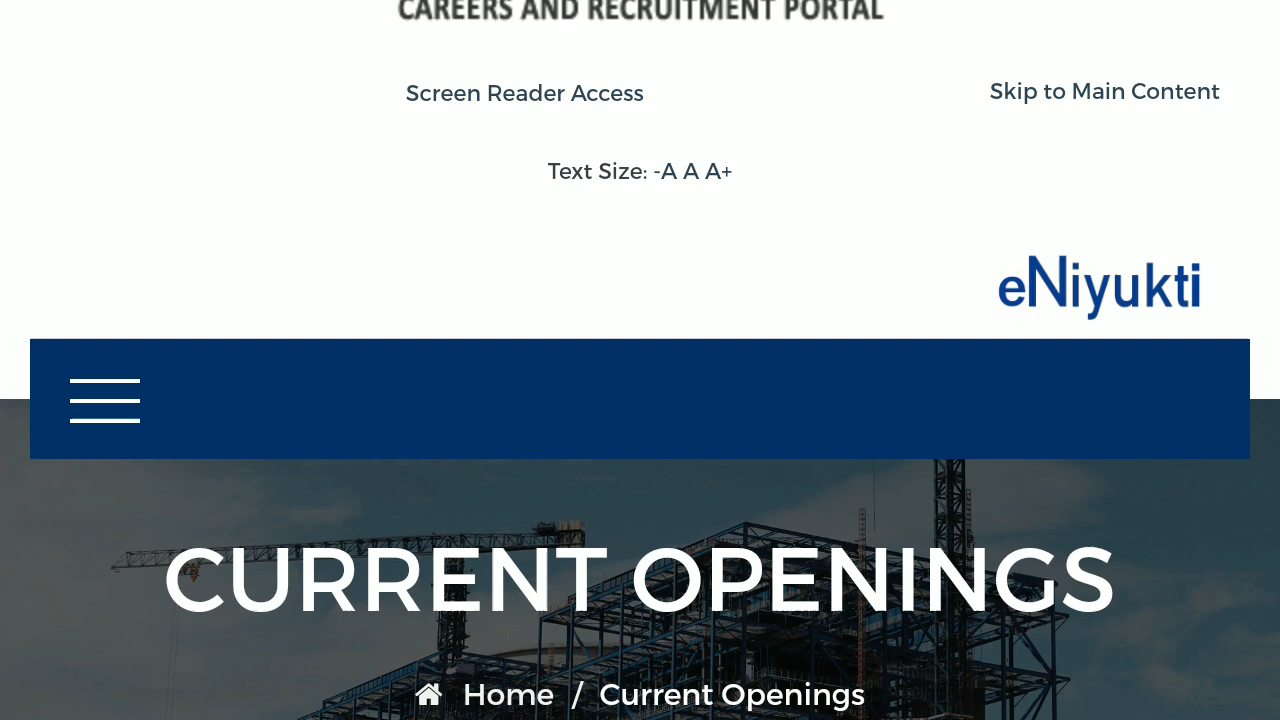 CAREERS AND RECRUITMENT PORTAL
Screen Reader Access
Skip to Main Content
Text Size: -A A A+
eNiyukti
CURRENT OPENINGS
Home / Current Openings